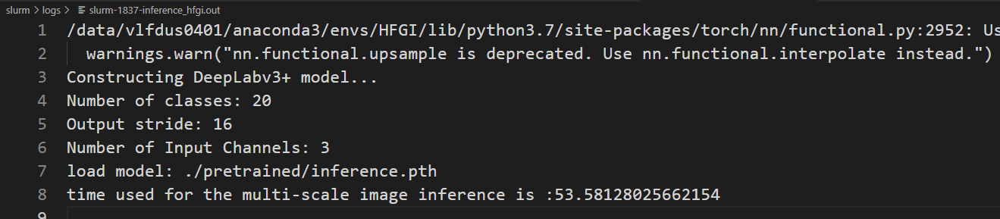 slurm > logs > slurm-1837-inference_hfgi.out
1 /data/vlfdus0401/anaconda3/envs/HFGI/lib/python3.7/site-packages/torch/nn/functional.py:2952: Us
2 warnings.warn("nn.functional.upsample is deprecated. Use nn.functional.interpolate instead.")
3 Constructing DeepLabv3+ model...
4 Number of classes: 20
5 Output stride: 16
6 Number of Input Channels: 3
7 load model: ./pretrained/inference.pth
8 time used for the multi-scale image inference is :53.58128025662154
9